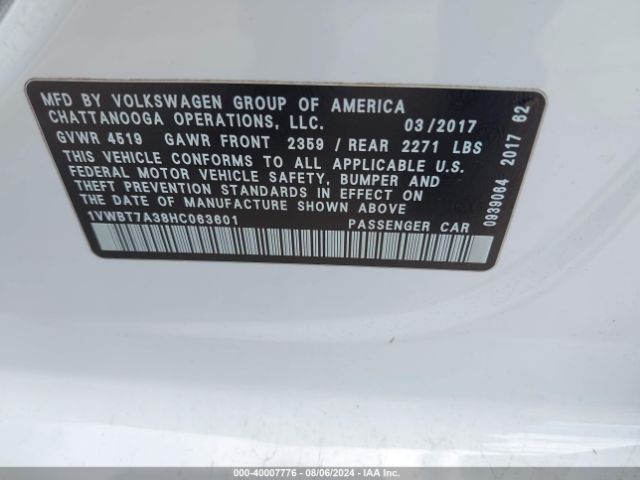 MFD BY VOLKSWAGEN GROUP OF AMERICA
CHATTANOOGA OPERATIONS, LLC. 03/2017
GVWR 4519 GAWR FRONT 2359 / REAR 2271 LBS
THIS VEHICLE CONFORMS TO ALL APPLICABLE U.S.
FEDERAL MOTOR VEHICLE SAFETY, BUMPER AND
THEFT PREVENTION STANDARDS IN EFFECT ON
THE DATE OF MANUFACTURE SHOWN ABOVE
1VWBT7A38HC063601 PASSENGER CAR
0939064 2017 62
000-40007776 - 08/06/2024 - IAA Inc.